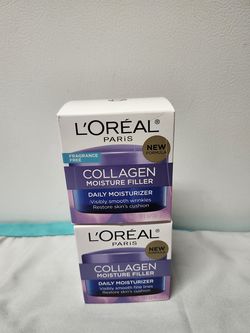 L'ORÉAL®
PARIS
FRAGRANCE
FREE
NEW
FORMULA
COLLAGEN
MOISTURE FILLER
DAILY MOISTURIZER
Visibly smooth wrinkles
Restore skin's cushion
L'ORÉAL®
PARIS
NEW
FORMULA
COLLAGEN
MOISTURE FILLER
DAILY MOISTURIZER
Visibly smooth fine lines
Restore skin's cushion